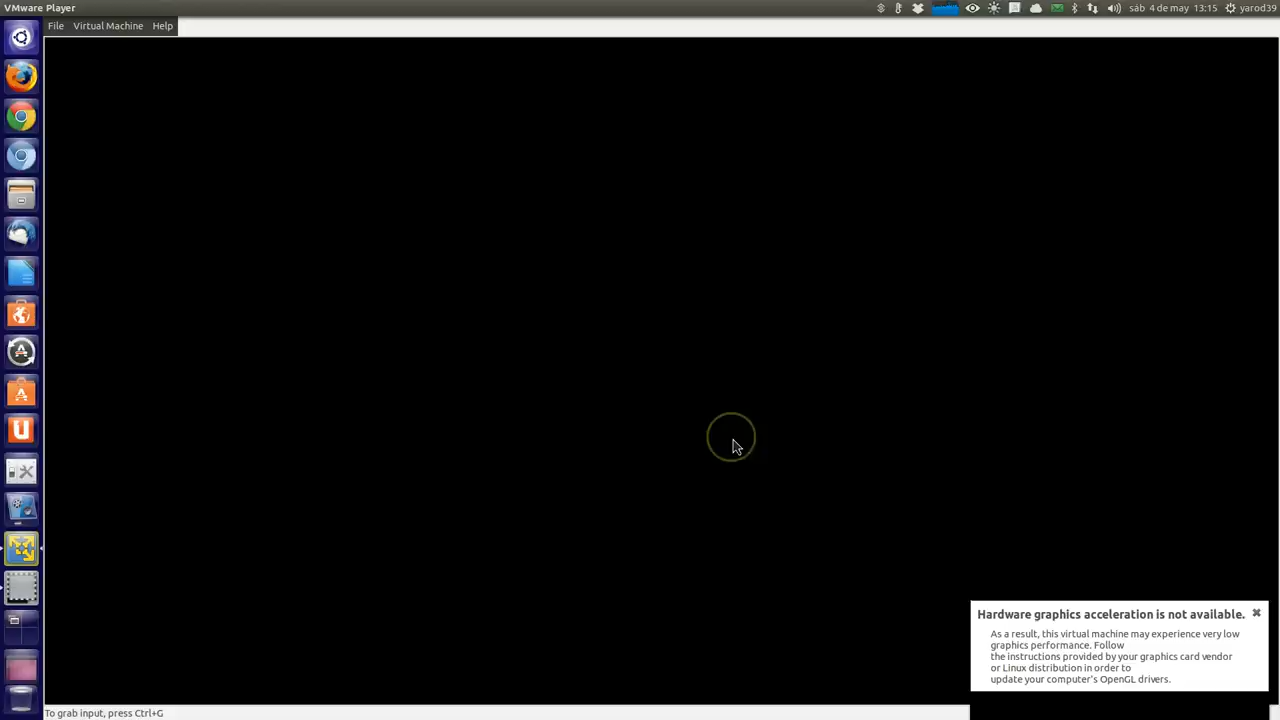 VMware Player
sáb 4 de may 13:15 yarod39
File Virtual Machine Help
Hardware graphics acceleration is not available.
As a result, this virtual machine may experience very low
graphics performance. Follow
the instructions provided by your graphics card vendor
or Linux distribution in order to
update your computer's OpenGL drivers.
To grab input, press Ctrl+G